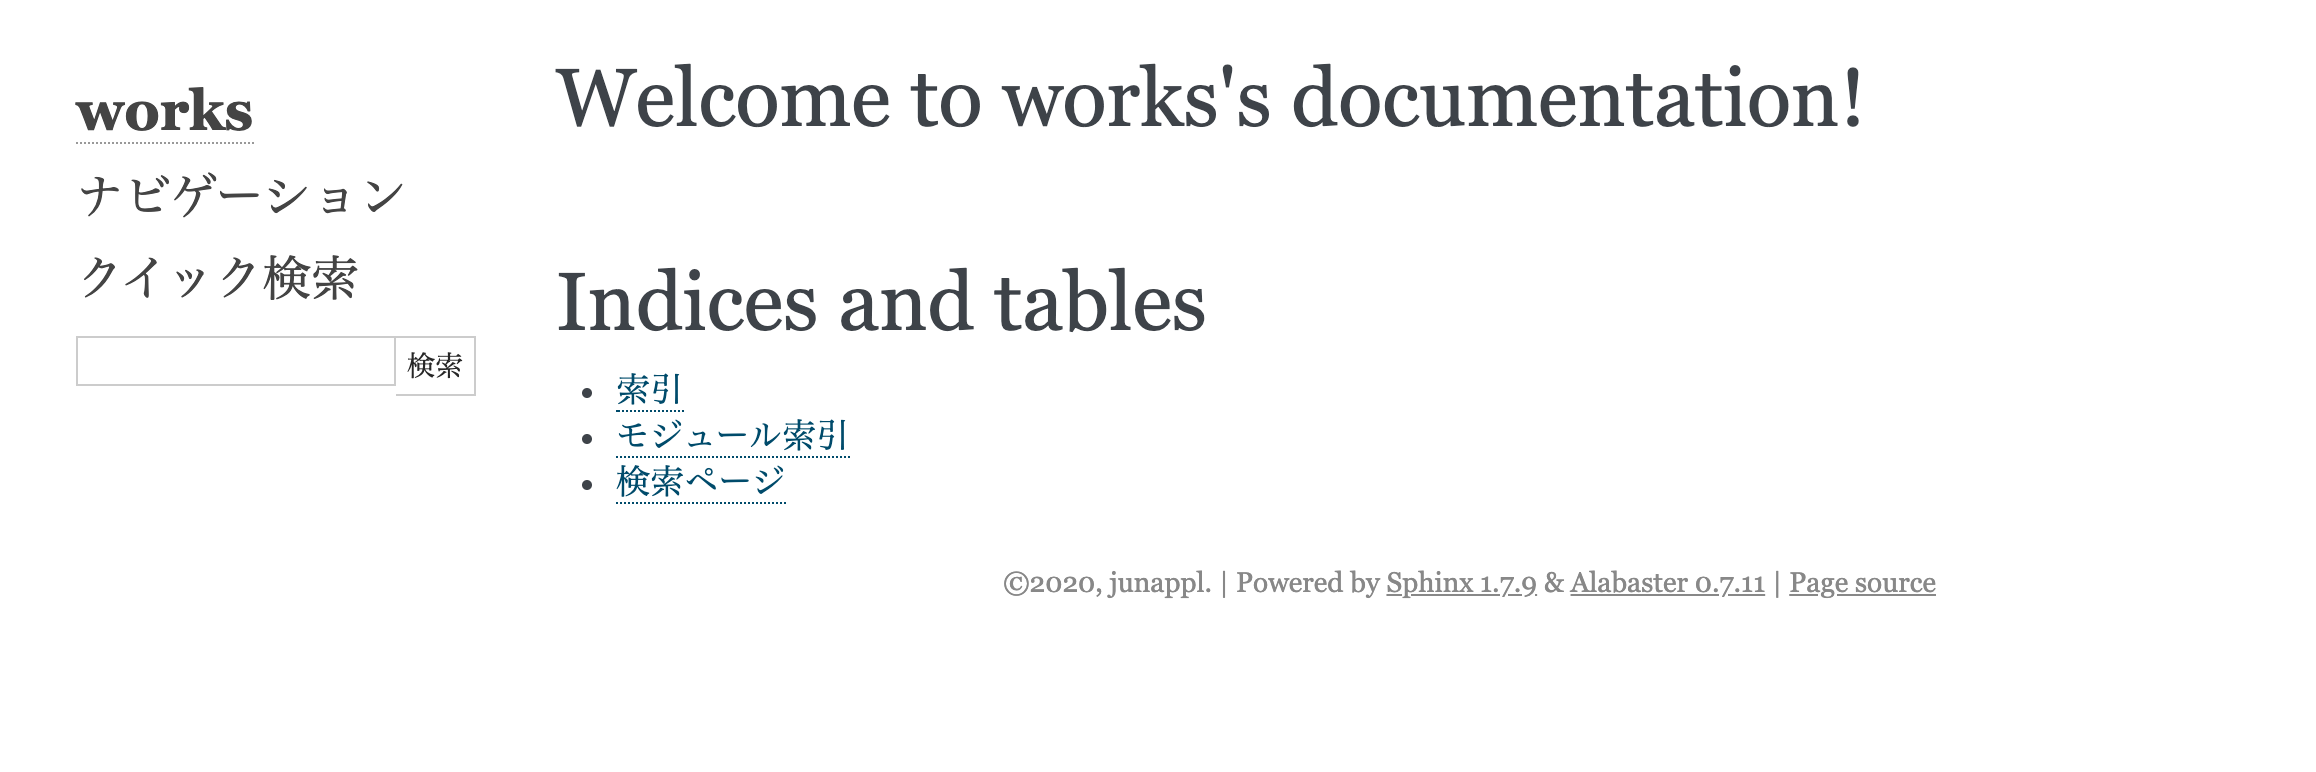 works
ナビゲーション
クイック検索
検索
Welcome to works's documentation!
Indices and tables
索引
モジュール索引
検索ページ
©2020, junappl. | Powered by Sphinx 1.7.9 & Alabaster 0.7.11 | Page source